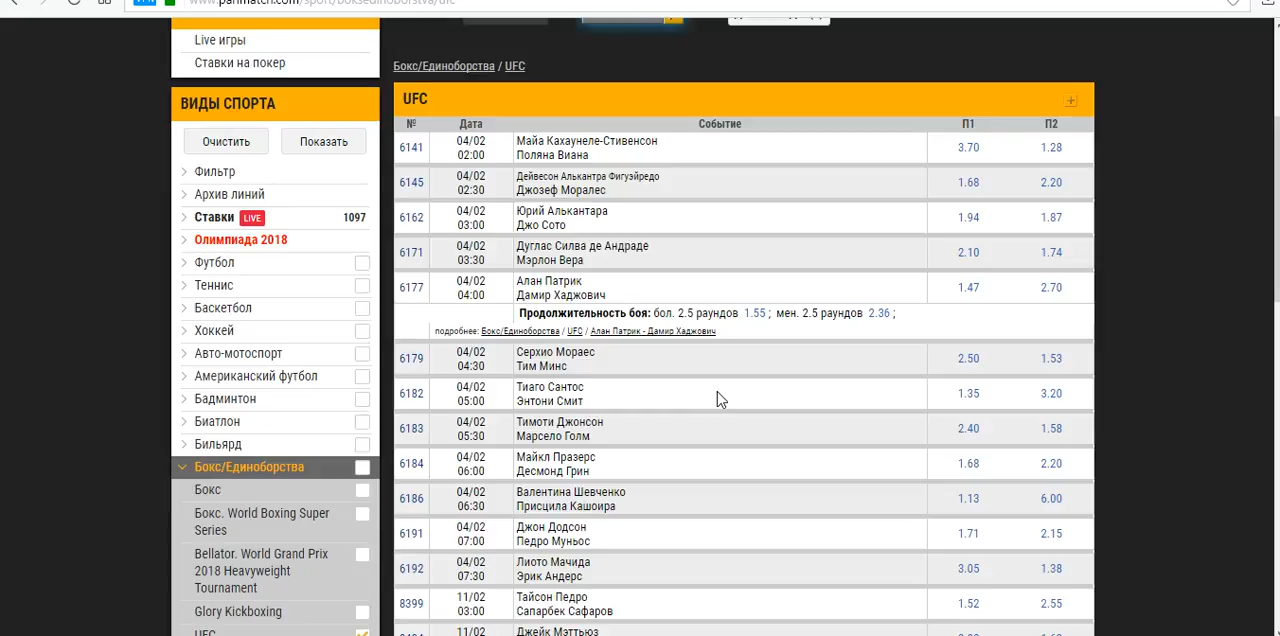 www.parimatch.com/sport/boksedinoborstva/ufc
Live игры
Ставки на покер
ВИДЫ СПОРТА
Очистить Показать
Фильтр
Архив линий
Ставки LIVE 1097
Олимпиада 2018
Футбол
Теннис
Баскетбол
Хоккей
Авто-мотоспорт
Американский футбол
Бадминтон
Биатлон
Бильярд
Бокс/Единоборства
Бокс
Бокс. World Boxing Super
Series
Bellator. World Grand Prix
2018 Heavyweight
Tournament
Glory Kickboxing
UFC
Бокс/Единоборства / UFC
UFC
№ Дата Событие П1 П2
6141 04/02 02:00 Майа Кахаунеле-Стивенсон 3.70 1.28
Поляна Виана
6145 04/02 02:30 Дейвесон Алькантра Фигуэйредо 1.68 2.20
Джозеф Моралес
6162 04/02 03:00 Юрий Алькантара 1.94 1.87
Джо Сото
6171 04/02 03:30 Дуглас Силва де Андраде 2.10 1.74
Мэрлон Вера
6177 04/02 04:00 Алан Патрик 1.47 2.70
Дамир Хаджович
Продолжительность боя: бол. 2.5 раундов 1.55 ; мен. 2.5 раундов 2.36 ;
подробнее: Бокс/Единоборства / UFC / Алан Патрик - Дамир Хаджович
6179 04/02 04:30 Серхио Мораес 2.50 1.53
Тим Минс
6182 04/02 05:00 Тиаго Сантос 1.35 3.20
Энтони Смит
6183 04/02 05:30 Тимоти Джонсон 2.40 1.58
Марсело Голм
6184 04/02 06:00 Майкл Празерс 1.68 2.20
Десмонд Грин
6186 04/02 06:30 Валентина Шевченко 1.13 6.00
Присцила Кашоира
6191 04/02 07:00 Джон Додсон 1.71 2.15
Педро Муньос
6192 04/02 07:30 Лиото Мачида 3.05 1.38
Эрик Андерс
8399 11/02 03:00 Тайсон Педро 1.52 2.55
Сапарбек Сафаров
11/02 Джейк Мэттьюз